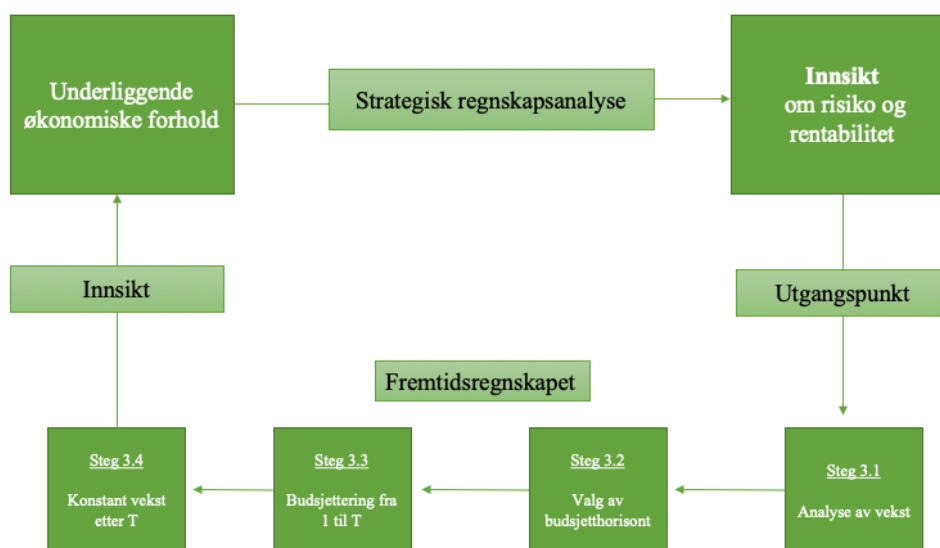 Underliggende
økonomiske forhold
Strategisk regnskapsanalyse
Innsikt
om risiko og
rentabilitet
Innsikt
Utgangspunkt
Fremtidsregnskapet
Steg 3.4
Konstant vekst
etter T
Steg 3.3
Budsjettering fra
1 til T
Steg 3.2
Valg av
budsjetthorisont
Steg 3.1
Analyse av vekst